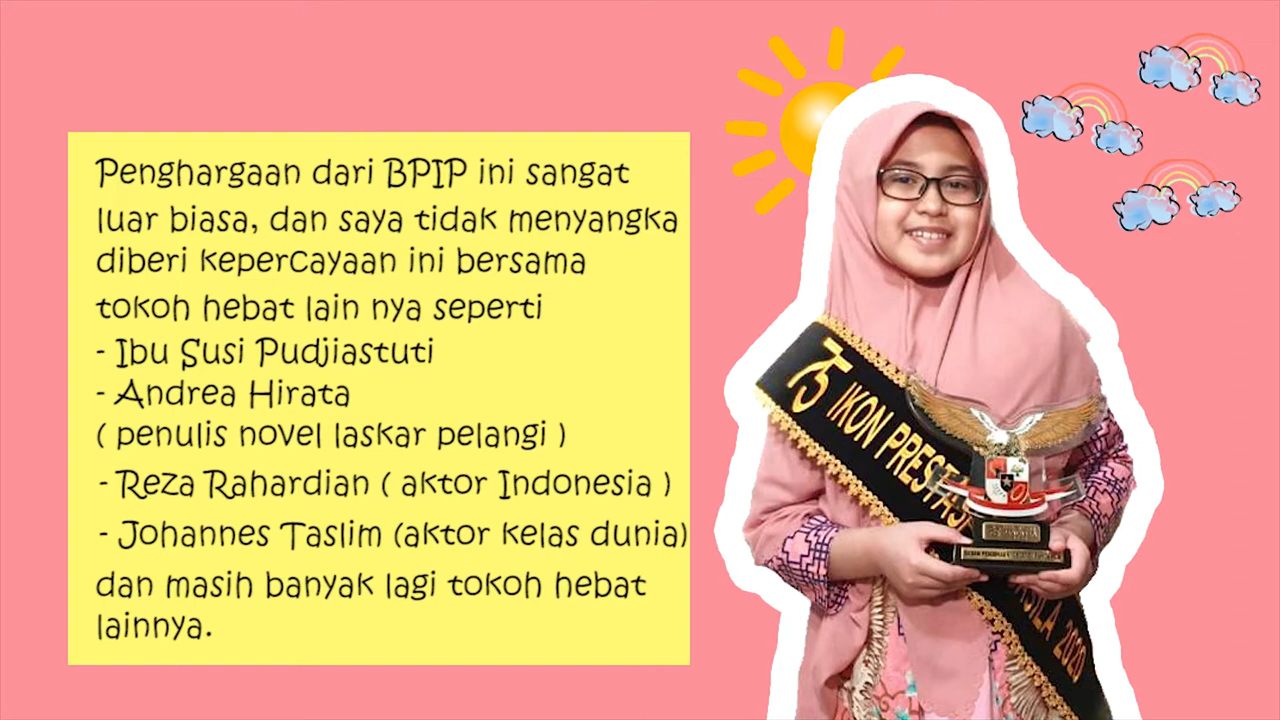 Penghargaan dari BPIP ini sangat
luar biasa, dan saya tidak menyangka
diberi kepercayaan ini bersama
tokoh hebat lain nya seperti
- Ibu Susi Pudjiastuti
- Andrea Hirata
( penulis novel laskar pelangi )
- Reza Rahardian ( aktor Indonesia )
- Johannes Taslim (aktor kelas dunia)
dan masih banyak lagi tokoh hebat
lainnya.
75 IKON PRESTASI
2020